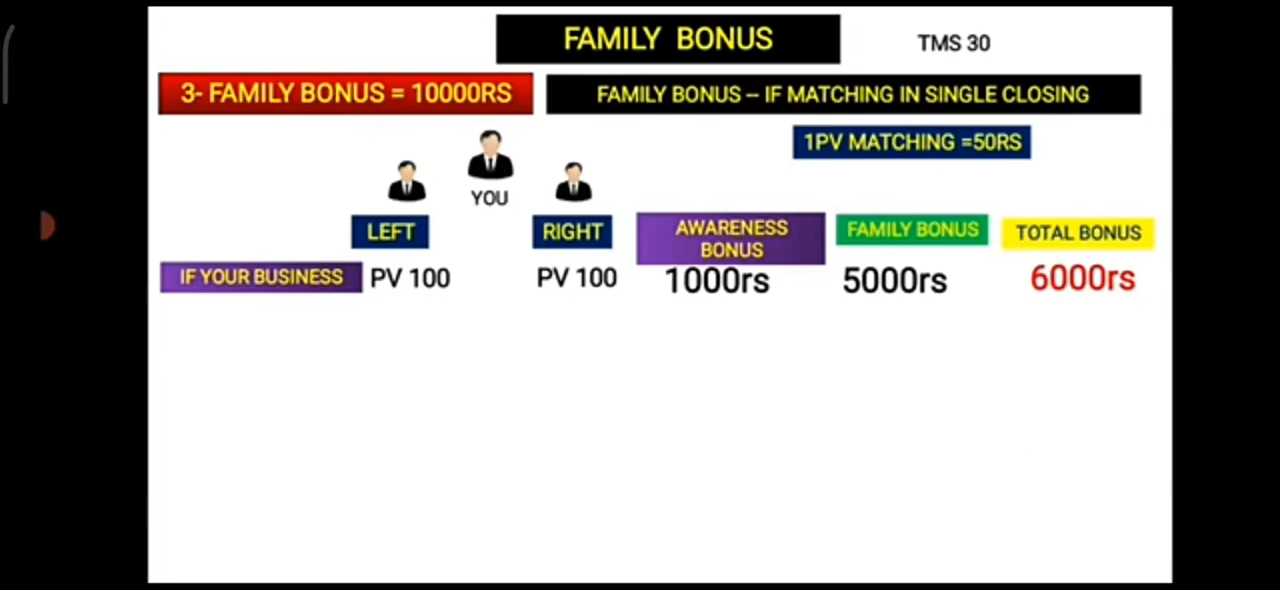 FAMILY BONUS
TMS 30
3- FAMILY BONUS = 10000RS
FAMILY BONUS -- IF MATCHING IN SINGLE CLOSING
1PV MATCHING =50RS
YOU
LEFT
RIGHT
AWARENESS
BONUS
FAMILY BONUS
TOTAL BONUS
IF YOUR BUSINESS
PV 100
PV 100
1000rs
5000rs
6000rs